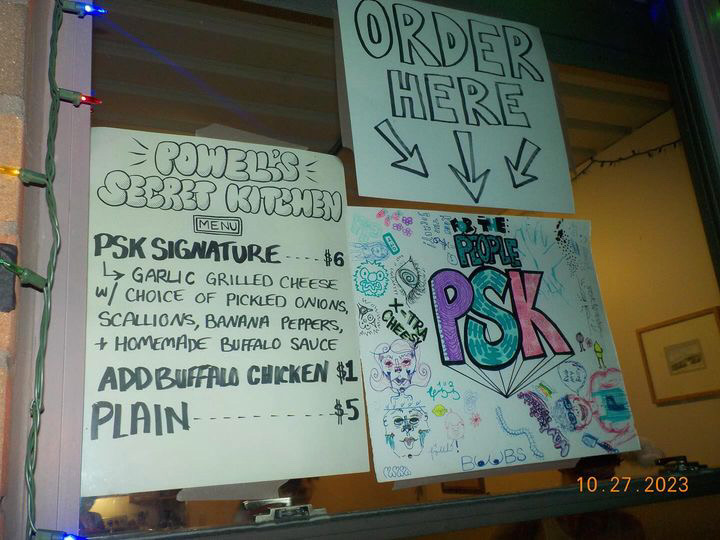 ORDER
HERE
POWELL'S
SECRET KITCHEN
MENU
PSK SIGNATURE ----- $6
↳ GARLIC GRILLED CHEESE
W/ CHOICE OF PICKLED ONIONS,
SCALLIONS, BANANA PEPPERS,
+ HOMEMADE BUFFALO SAUCE
ADD BUFFALO CHICKEN $1
PLAIN ------------- $5
FOR THE
PEOPLE
PSK
X-TRA
CHEESY
BOOBS
10.27.2023